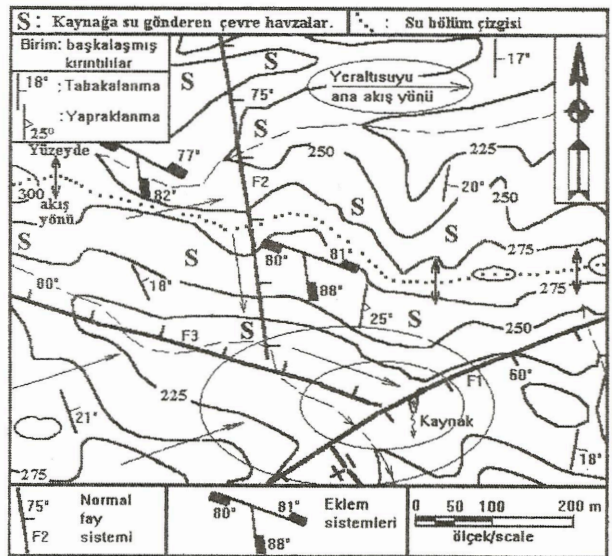 S : Kaynağa su gönderen çevre havzalar.
: Su bölüm çizgisi
Birim: başkalaşmış
kırıntılılar
18° : Tabakalanma
25° : Yapraklanma
Yüzeyde
akış
yönü
Yeraltısuyu
ana akış yönü
S
S
S
S
S
S
S
S
S
17°
75°
77°
82°
F2
300
250
225
20°
250
275
275
80°
81°
88°
25°
18°
80°
F3
250
225
F1
60°
Kaynak
21°
18°
275
75°
F2
Normal
fay
sistemi
80°
81°
88°
Eklem
sistemleri
0 50 100 200 m
ölçek/scale